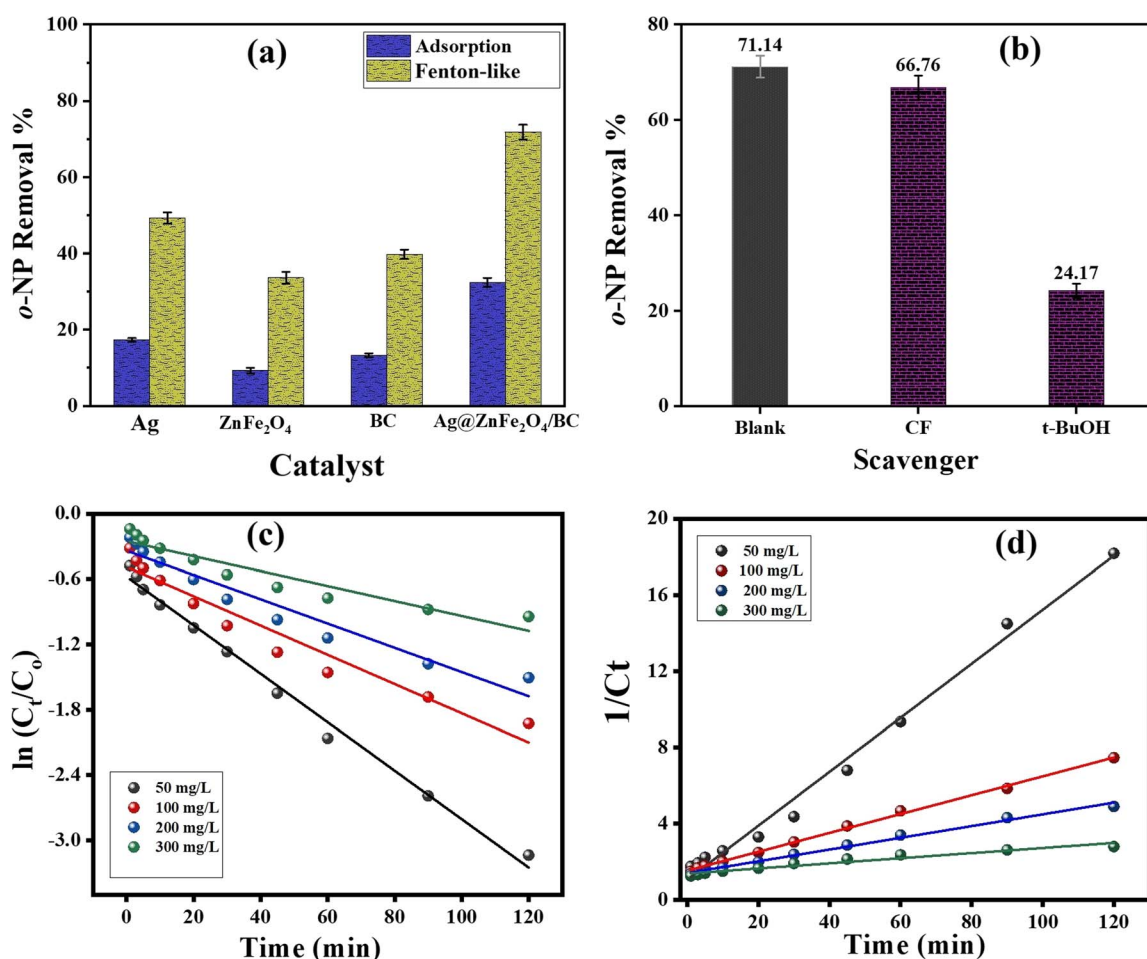 (a)
Adsorption
Fenton-like
o-NP Removal %
100
80
60
40
20
0
Ag
ZnFe₂O₄
BC
Ag@ZnFe₂O₄/BC
Catalyst
(b)
o-NP Removal %
80
60
40
20
0
71.14
66.76
24.17
Blank
CF
t-BuOH
Scavenger
(c)
ln (Cₜ/Cₒ)
0.0
-0.6
-1.2
-1.8
-2.4
-3.0
50 mg/L
100 mg/L
200 mg/L
300 mg/L
0 20 40 60 80 100 120
Time (min)
(d)
1/Ct
20
16
12
8
4
0
50 mg/L
100 mg/L
200 mg/L
300 mg/L
0 20 40 60 80 100 120
Time (min)